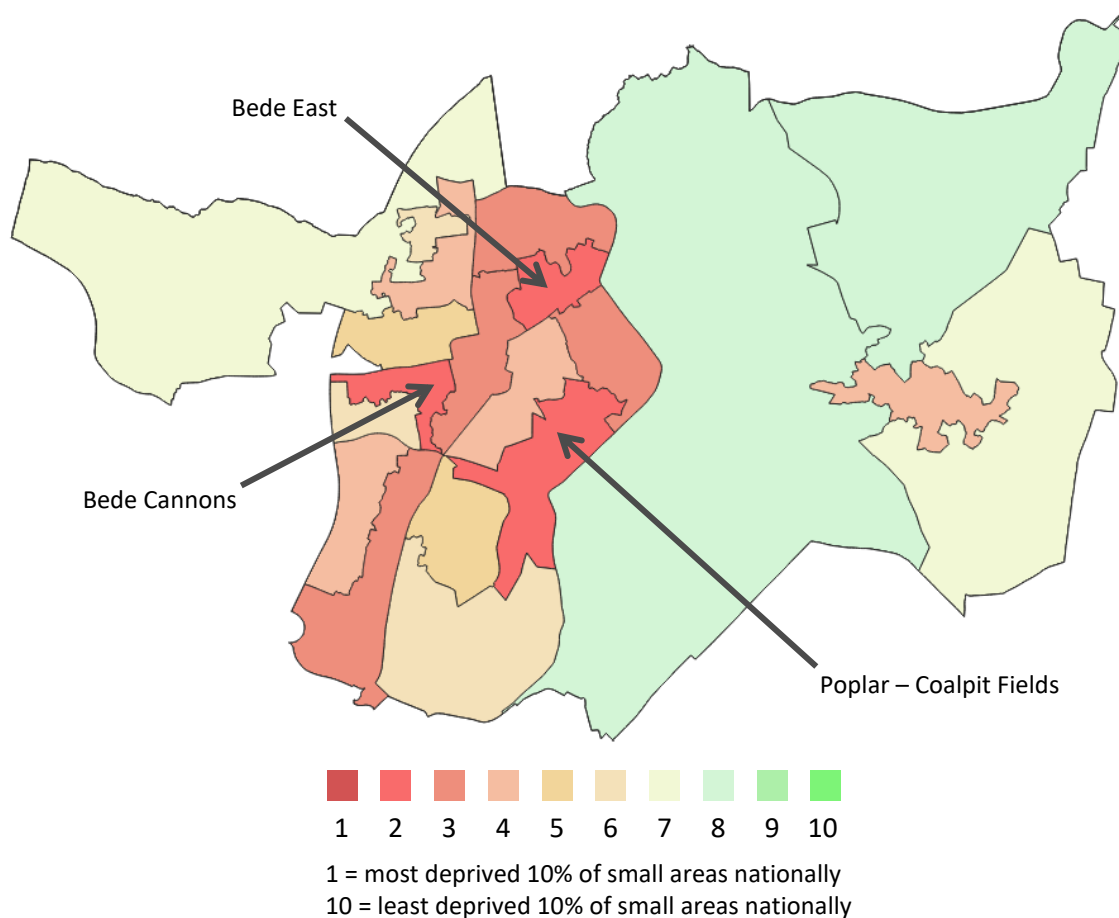 Bede East
Bede Cannons
Poplar – Coalpit Fields
1 2 3 4 5 6 7 8 9 10
1 = most deprived 10% of small areas nationally
10 = least deprived 10% of small areas nationally